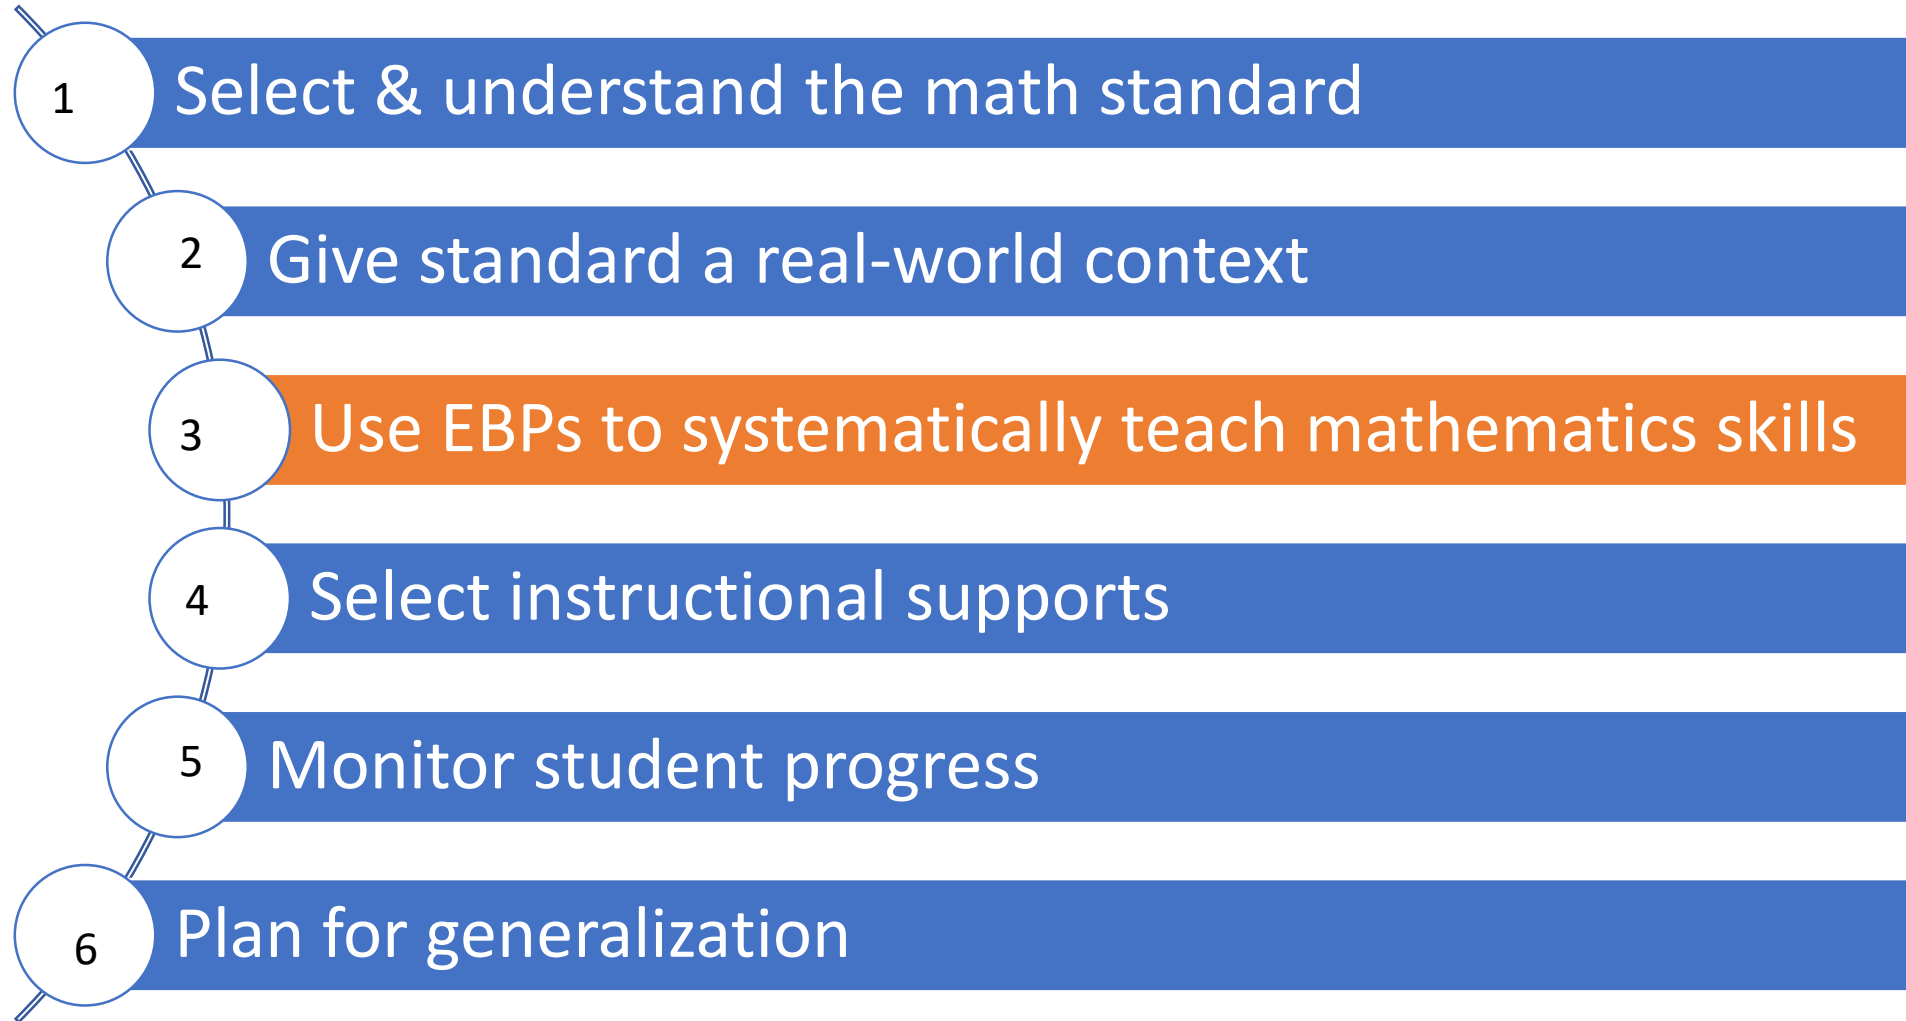 1 Select & understand the math standard
2 Give standard a real-world context
3 Use EBPs to systematically teach mathematics skills
4 Select instructional supports
5 Monitor student progress
6 Plan for generalization